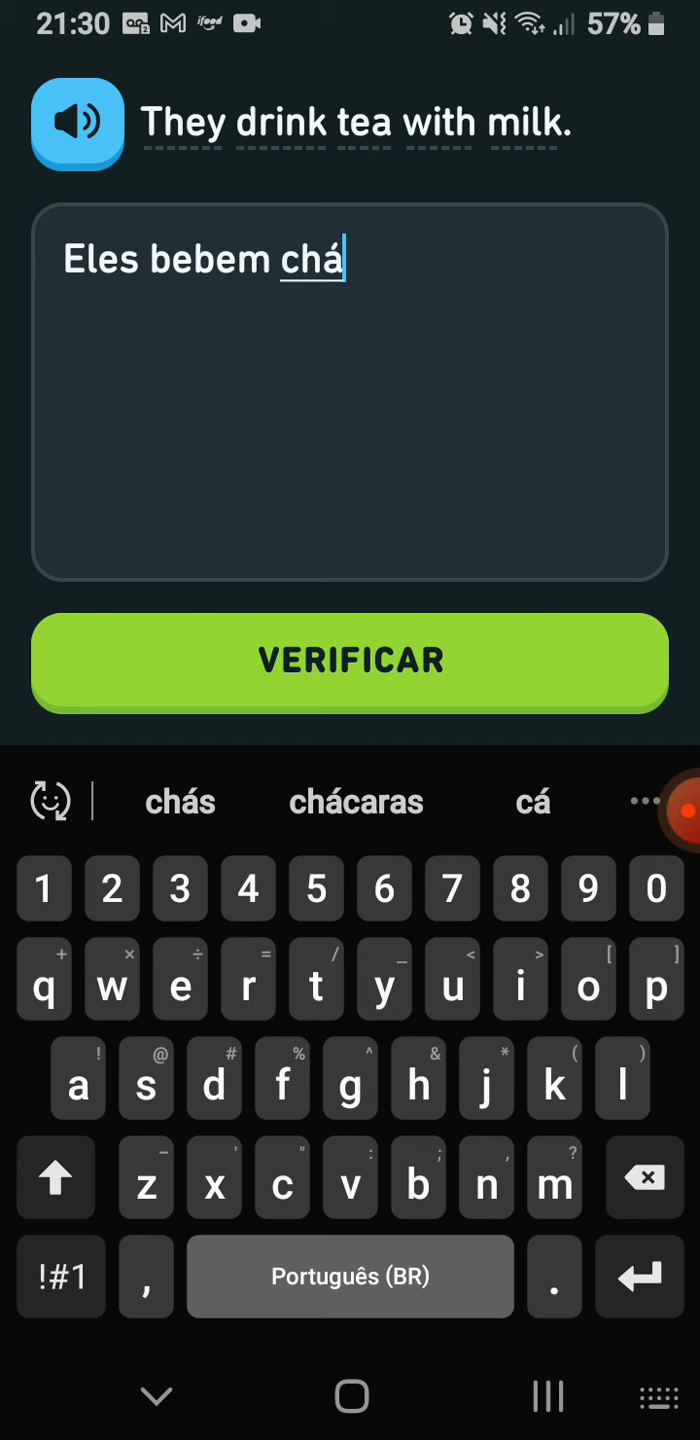 21:30 57%
They drink tea with milk.
Eles bebem chá
VERIFICAR
chás chácaras cá
1 2 3 4 5 6 7 8 9 0
+ × ÷ = / _ < > [ ]
q w e r t y u i o p
! @ # % ^ & * ( )
a s d f g h j k l
- ' " : ; , ?
z x c v b n m
!#1 , Português (BR) .